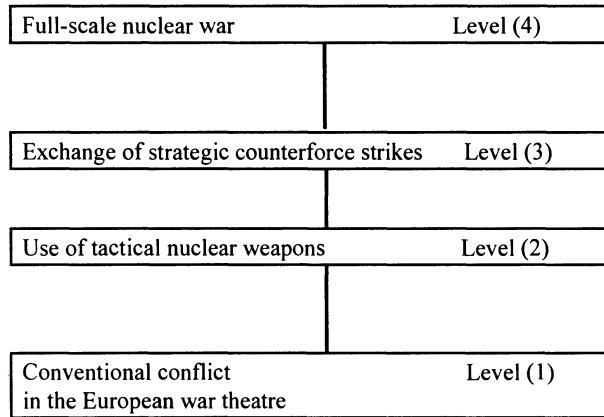 Full-scale nuclear war Level (4)
Exchange of strategic counterforce strikes Level (3)
Use of tactical nuclear weapons Level (2)
Conventional conflict Level (1)
in the European war theatre